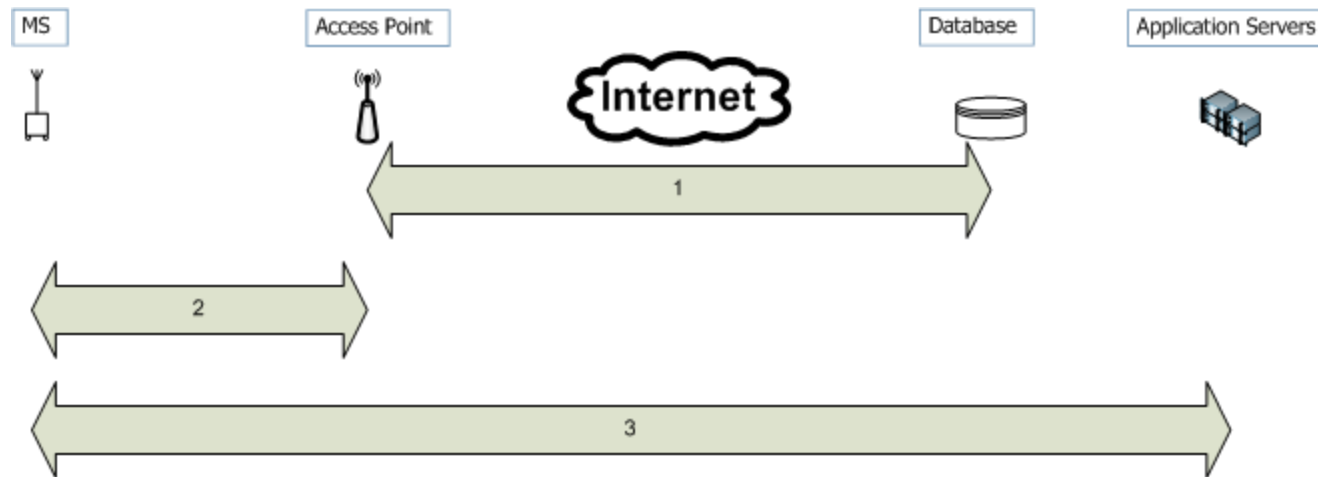 MS
Access Point
Database
Application Servers
Internet
1
2
3